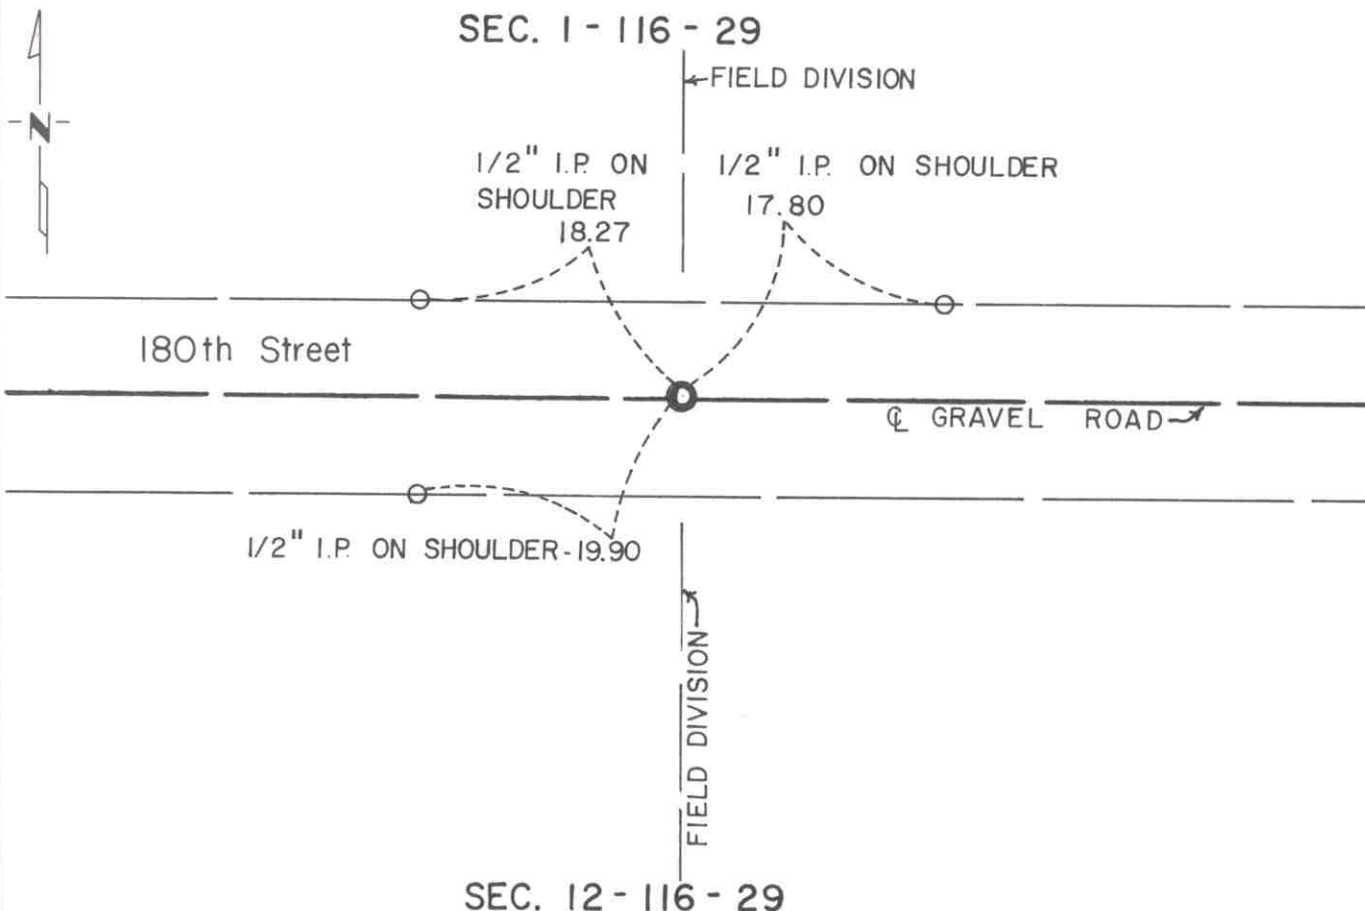 SEC. 1 - 116 - 29
FIELD DIVISION
N
1/2" I.P. ON
SHOULDER
18.27
1/2" I.P. ON SHOULDER
17.80
180th Street
℄ GRAVEL ROAD
1/2" I.P. ON SHOULDER - 19.90
FIELD DIVISION
SEC. 12 - 116 - 29